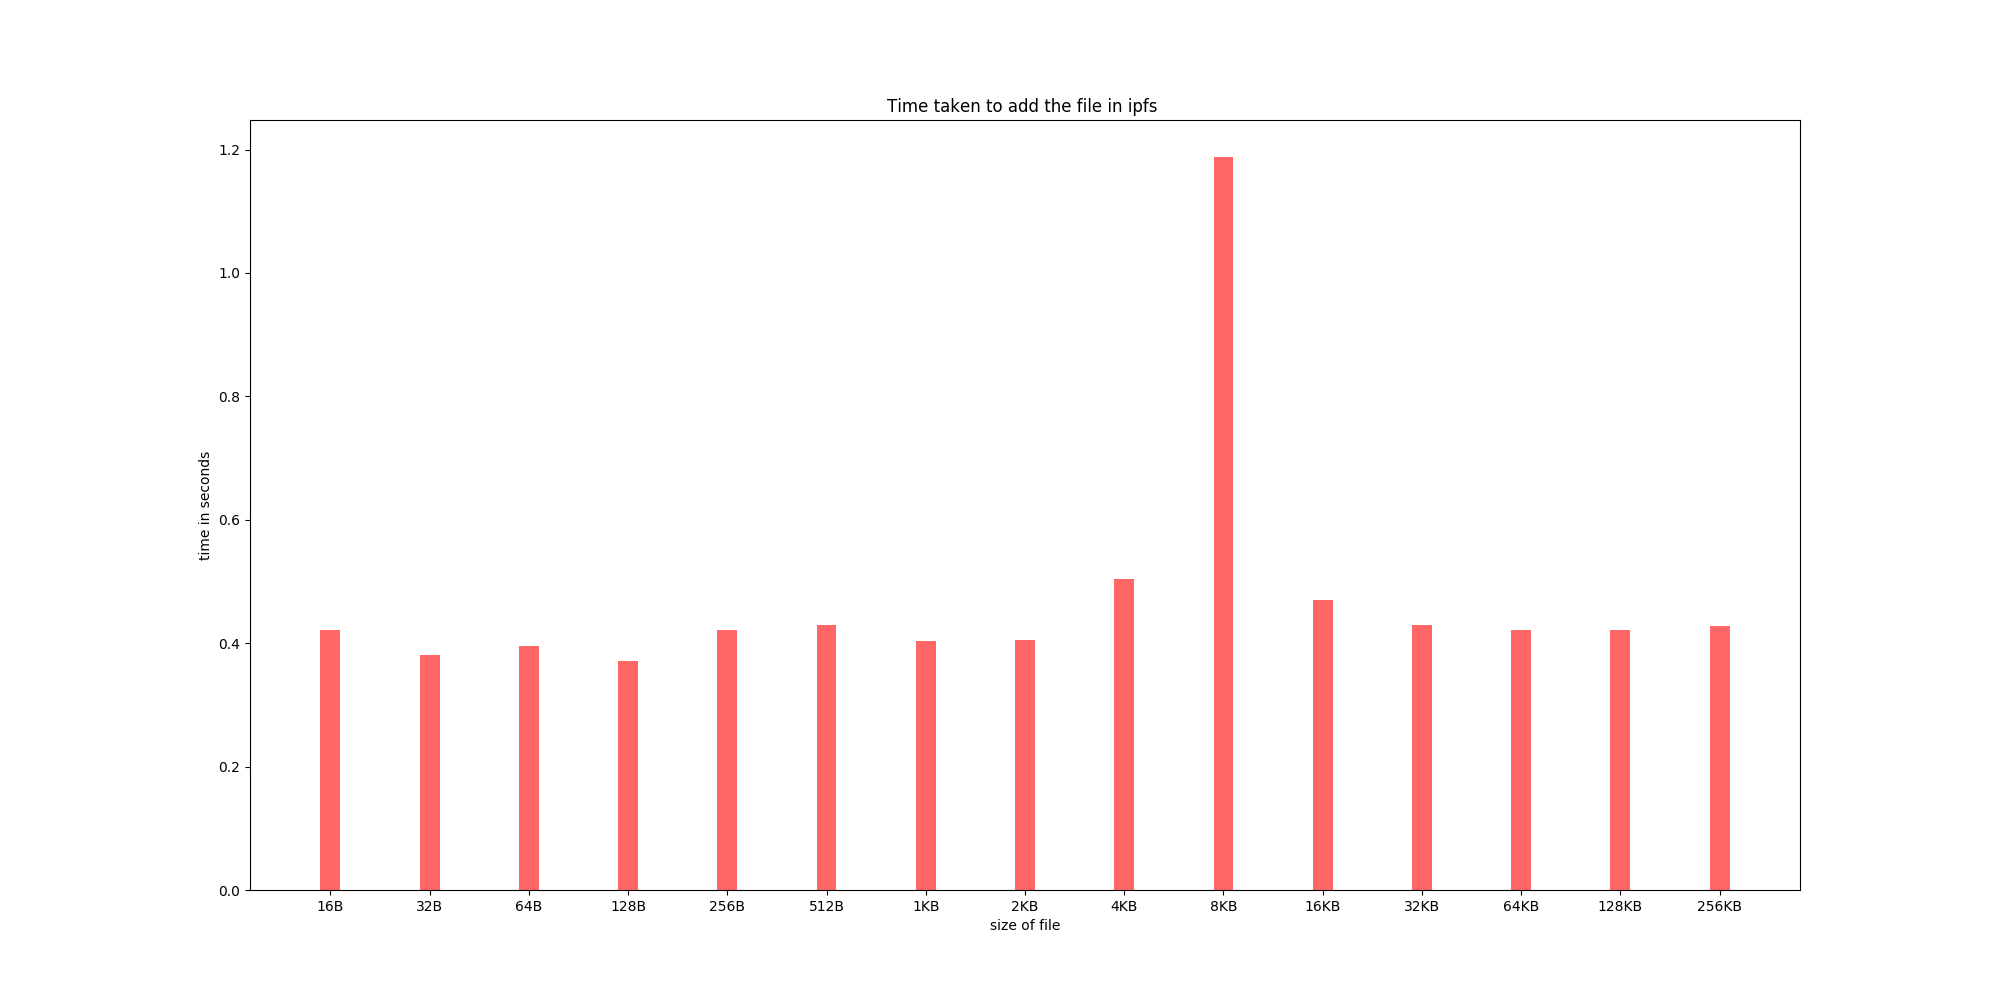 Time taken to add the file in ipfs
1.2
1.0
0.8
0.6
0.4
0.2
0.0
time in seconds
16B 32B 64B 128B 256B 512B 1KB 2KB 4KB 8KB 16KB 32KB 64KB 128KB 256KB
size of file